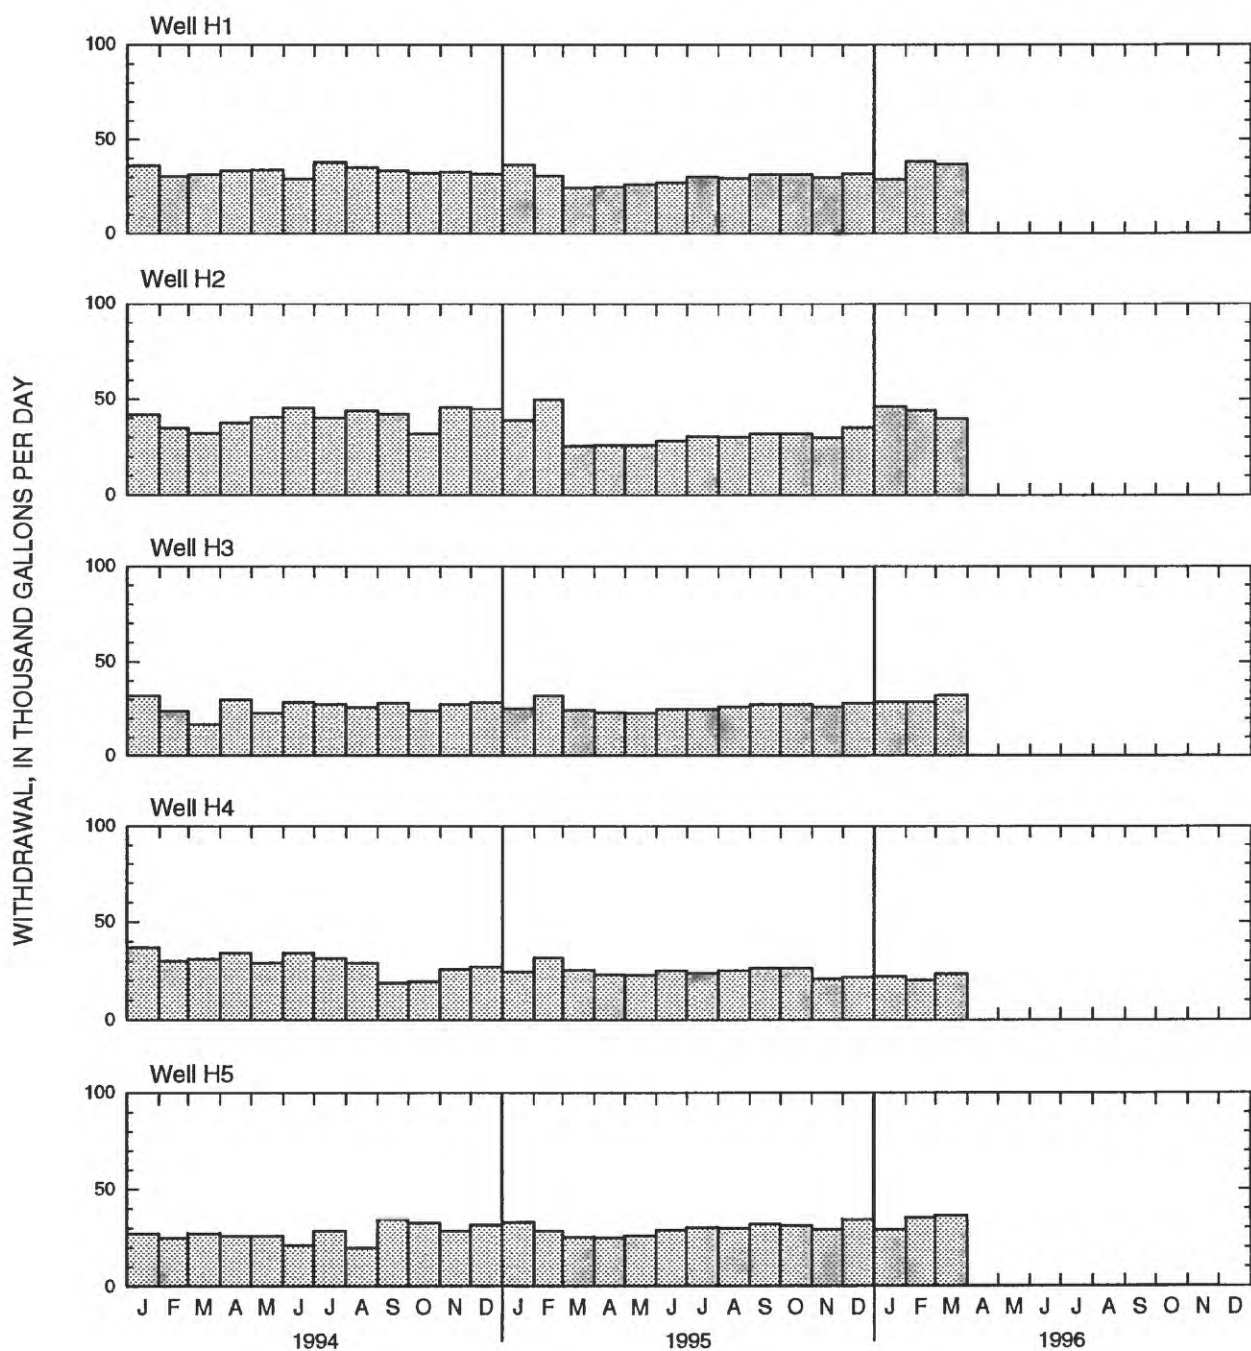 Well H1
100
50
0
Well H2
100
50
0
WITHDRAWAL, IN THOUSAND GALLONS PER DAY
Well H3
100
50
0
Well H4
100
50
0
Well H5
100
50
0
J F M A M J J A S O N D J F M A M J J A S O N D J F M A M J J A S O N D
1994 1995 1996